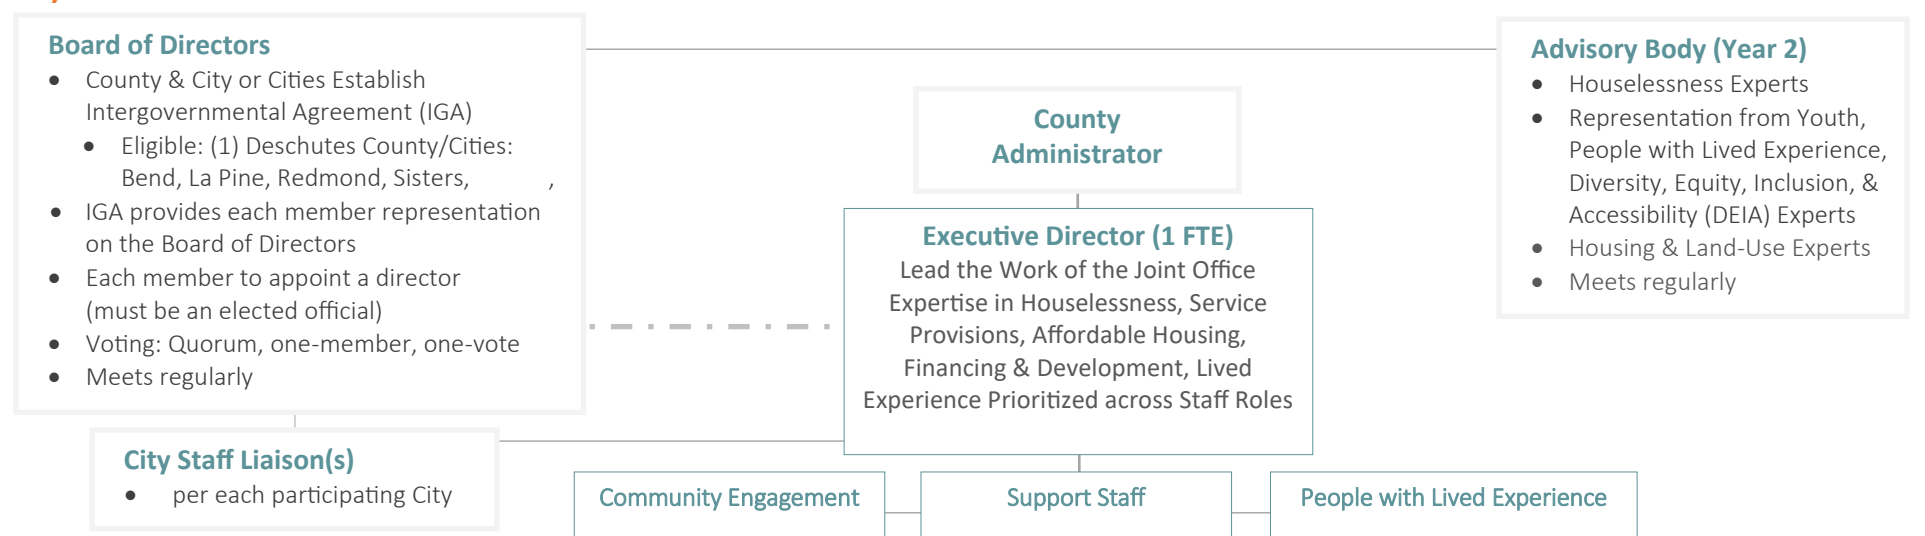 Board of Directors
• County & City or Cities Establish
Intergovernmental Agreement (IGA)
• Eligible: (1) Deschutes County/Cities:
Bend, La Pine, Redmond, Sisters, ,
• IGA provides each member representation
on the Board of Directors
• Each member to appoint a director
(must be an elected official)
• Voting: Quorum, one-member, one-vote
• Meets regularly
City Staff Liaison(s)
• per each participating City
County
Administrator
Executive Director (1 FTE)
Lead the Work of the Joint Office
Expertise in Houselessness, Service
Provisions, Affordable Housing,
Financing & Development, Lived
Experience Prioritized across Staff Roles
Community Engagement
Support Staff
People with Lived Experience
Advisory Body (Year 2)
• Houselessness Experts
• Representation from Youth,
People with Lived Experience,
Diversity, Equity, Inclusion, &
Accessibility (DEIA) Experts
• Housing & Land-Use Experts
• Meets regularly